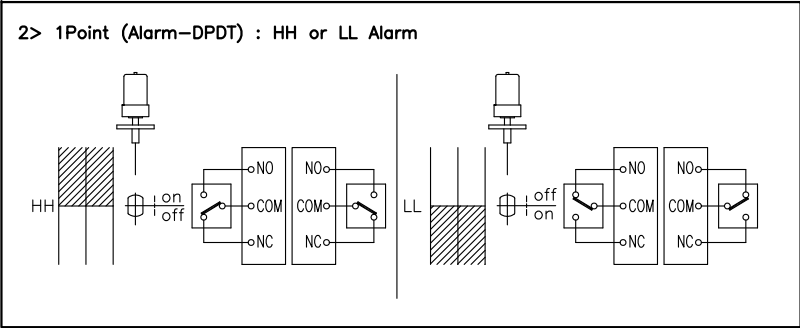 2> 1Point (Alarm-DPDT) : HH or LL Alarm
HH
on
off
NO
COM
NC
NO
COM
NC
LL
off
on
NO
COM
NC
NO
COM
NC